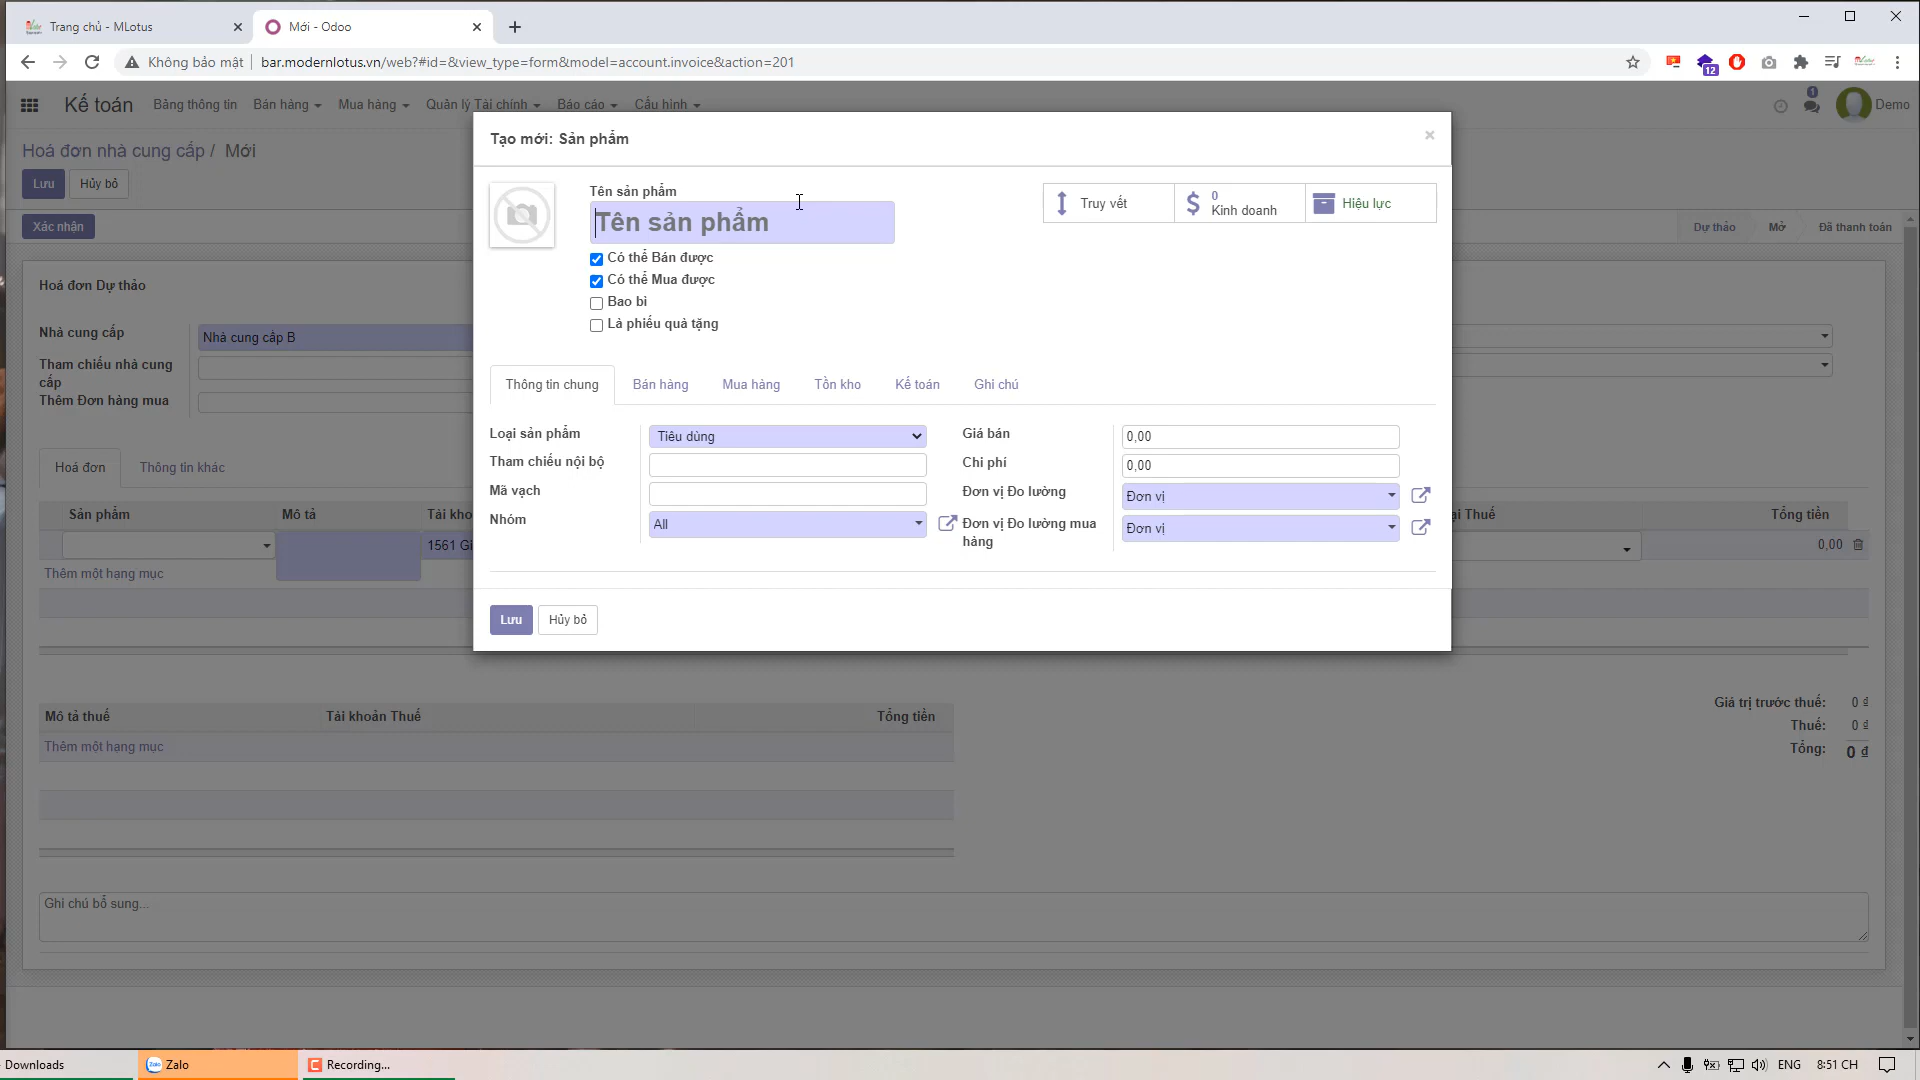 Trang chủ - MLotus
Mới - Odoo
Không bảo mật
bar.modernlotus.vn/web?#id=&view_type=form&model=account.invoice&action=201
12
Kế toán
Bảng thông tin
Bán hàng
Mua hàng
Quản lý Tài chính
Báo cáo
Cấu hình
1
Demo
Hoá đơn nhà cung cấp / Mới
Lưu
Hủy bỏ
Xác nhận
Dự thảo
Mở
Đã thanh toán
Hoá đơn Dự thảo
Nhà cung cấp
Nhà cung cấp B
Tham chiếu nhà cung
cấp
Thêm Đơn hàng mua
Hoá đơn
Thông tin khác
Sản phẩm
Mô tả
Tài kho
ại Thuế
Tổng tiền
1561 Gi
0,00
Thêm một hạng mục
Tạo mới: Sản phẩm
×
Tên sản phẩm
Tên sản phẩm
Có thể Bán được
Có thể Mua được
Bao bì
Là phiếu quà tặng
Truy vết
0
Kinh doanh
Hiệu lực
Thông tin chung
Bán hàng
Mua hàng
Tồn kho
Kế toán
Ghi chú
Loại sản phẩm
Tiêu dùng
Tham chiếu nội bộ
Mã vạch
Nhóm
All
Giá bán
0,00
Chi phí
0,00
Đơn vị Đo lường
Đơn vị
Đơn vị Đo lường mua
hàng
Đơn vị
Lưu
Hủy bỏ
Mô tả thuế
Tài khoản Thuế
Tổng tiền
Thêm một hạng mục
Giá trị trước thuế: 0 ₫
Thuế: 0 ₫
Tổng: 0 ₫
Ghi chú bổ sung...
Downloads
Zalo
Recording...
ENG
8:51 CH